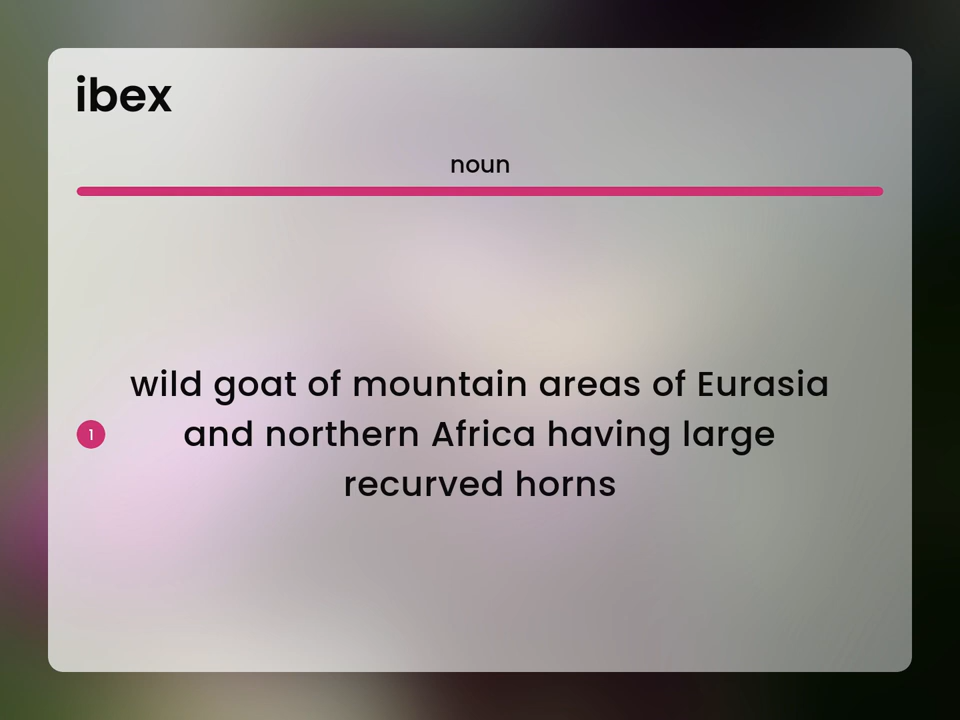 ibex
noun
wild goat of mountain areas of Eurasia
1 and northern Africa having large
recurved horns